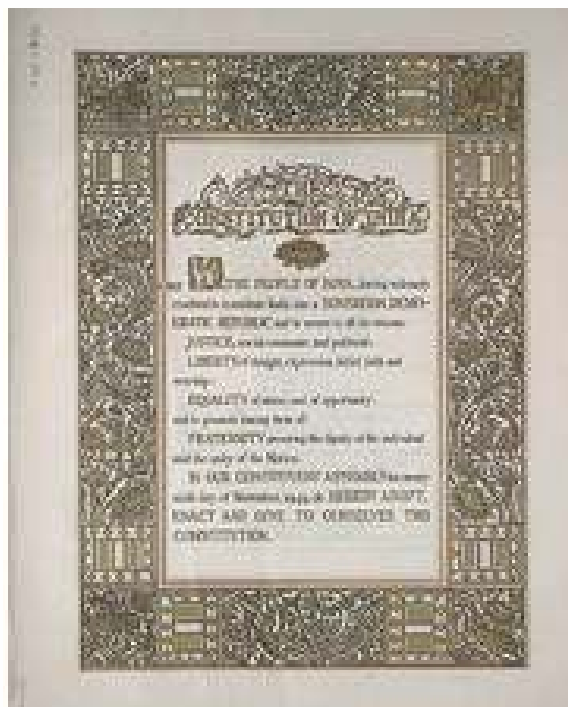 THE
CONSTITUTION OF INDIA
PREAMBLE
WE, THE PEOPLE OF INDIA, having solemnly
resolved to constitute India into a SOVEREIGN DEMO-
CRATIC REPUBLIC and to secure to all its citizens:
JUSTICE, social, economic and political;
LIBERTY of thought, expression, belief, faith and
worship;
EQUALITY of status and of opportunity;
and to promote among them all
FRATERNITY assuring the dignity of the individual
and the unity of the Nation;
IN OUR CONSTITUENT ASSEMBLY this twenty-
sixth day of November, 1949, do HEREBY ADOPT,
ENACT AND GIVE TO OURSELVES THIS
CONSTITUTION.